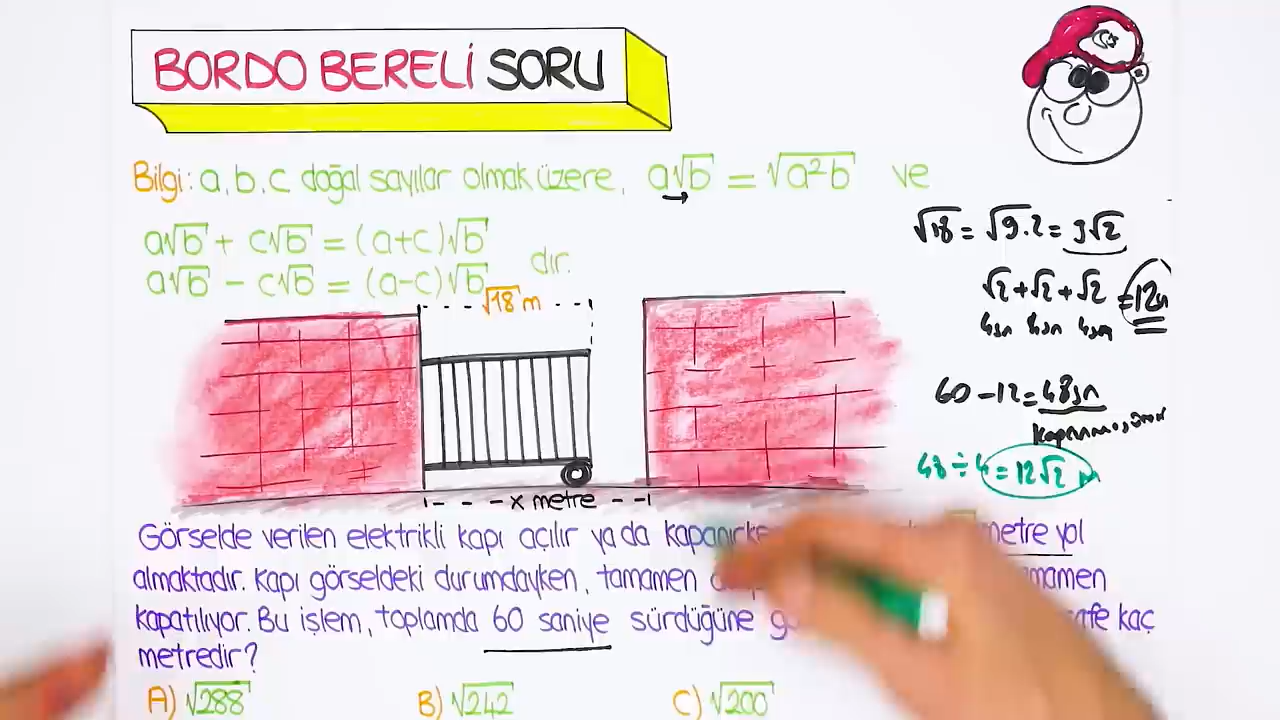 BORDO BERELİ SORU
Bilgi: a, b, c doğal sayılar olmak üzere, a√b = √a²b ve
a√b + c√b = (a+c)√b
a√b - c√b = (a-c)√b dır.
√18 = √9.2 = 3√2
√2 + √2 + √2 = 12sn
4sn 4sn 4sn
√18 m
60 - 12 = 48sn
48 ÷ 4 = 12√2 m
x metre
Görselde verilen elektrikli kapı açılır ya da metre yol
almaktadır. Kapı görseldeki durumdayken, tamamen
kapatılıyor. Bu işlem, toplamda 60 saniye sürdüğüne kaç
metredir?
A) √288 B) √242 C) √200